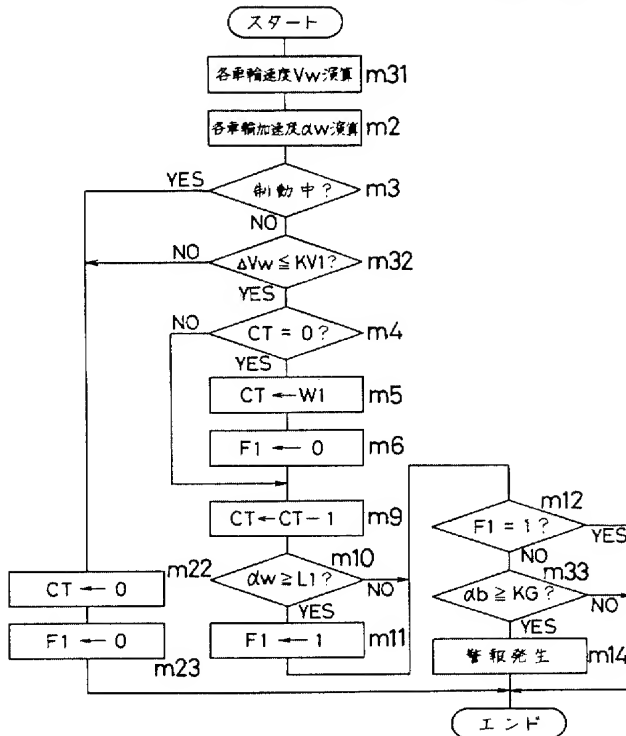 スタート
各車輪速度Vw演算 m31
各車輪加速度αw演算 m2
制動中? m3
YES
NO
ΔVw≦KV1? m32
NO
YES
CT=0? m4
NO
YES
CT←W1 m5
F1←0 m6
CT←CT-1 m9
αw≧L1? m10
NO
YES
F1←1 m11
F1=1? m12
YES
NO
αb≧KG? m33
NO
YES
警報発生 m14
CT←0 m22
F1←0 m23
エンド